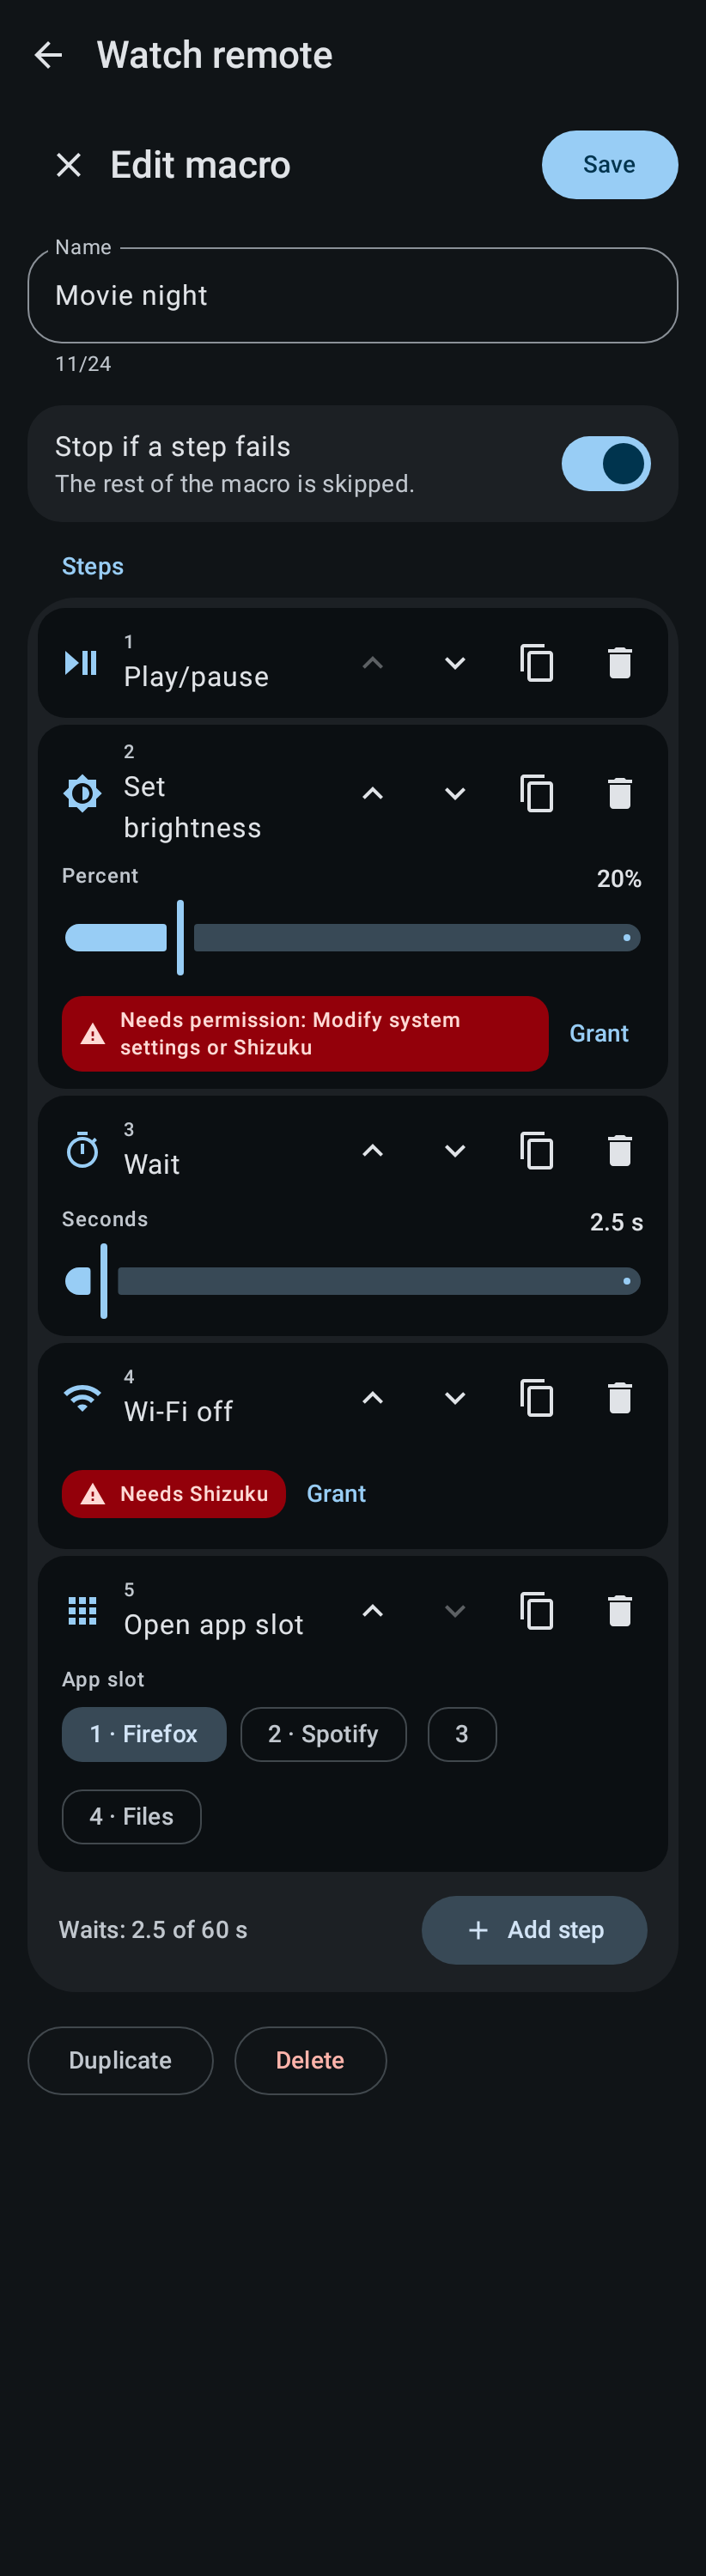 Watch remote
Edit macro
Save
Name
Movie night
11/24
Stop if a step fails
The rest of the macro is skipped.
Steps
1
Play/pause
2
Set
brightness
Percent
20%
Needs permission: Modify system
settings or Shizuku
Grant
3
Wait
Seconds
2.5 s
4
Wi-Fi off
Needs Shizuku
Grant
5
Open app slot
App slot
1 · Firefox
2 · Spotify
3
4 · Files
Waits: 2.5 of 60 s
Add step
Duplicate
Delete